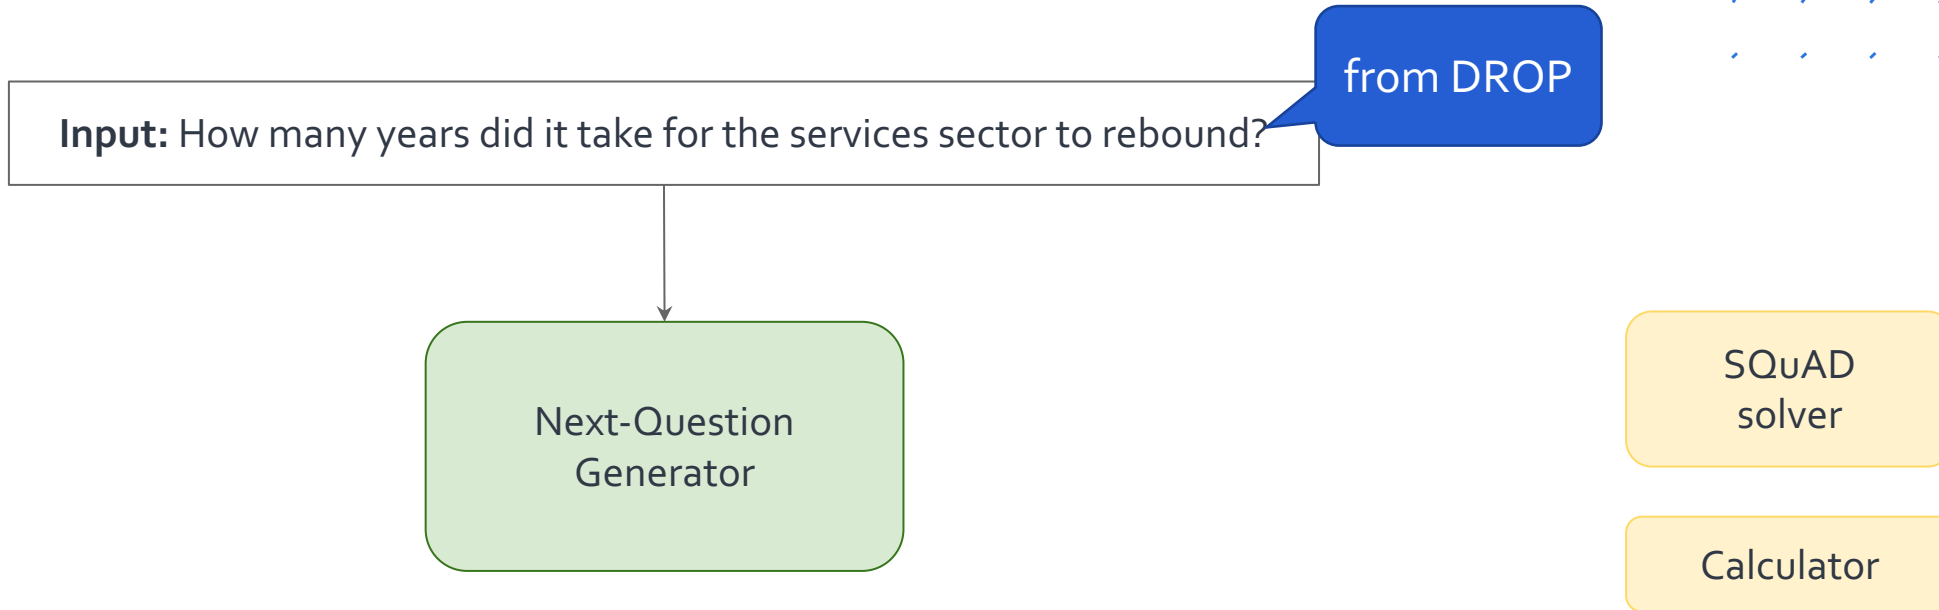 from DROP
Input: How many years did it take for the services sector to rebound?
Next-Question
Generator
SQuAD
solver
Calculator